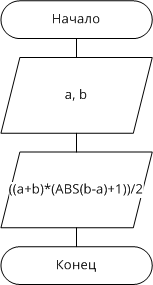 Начало
a, b
((a+b)*(ABS(b-a)+1))/2
Конец